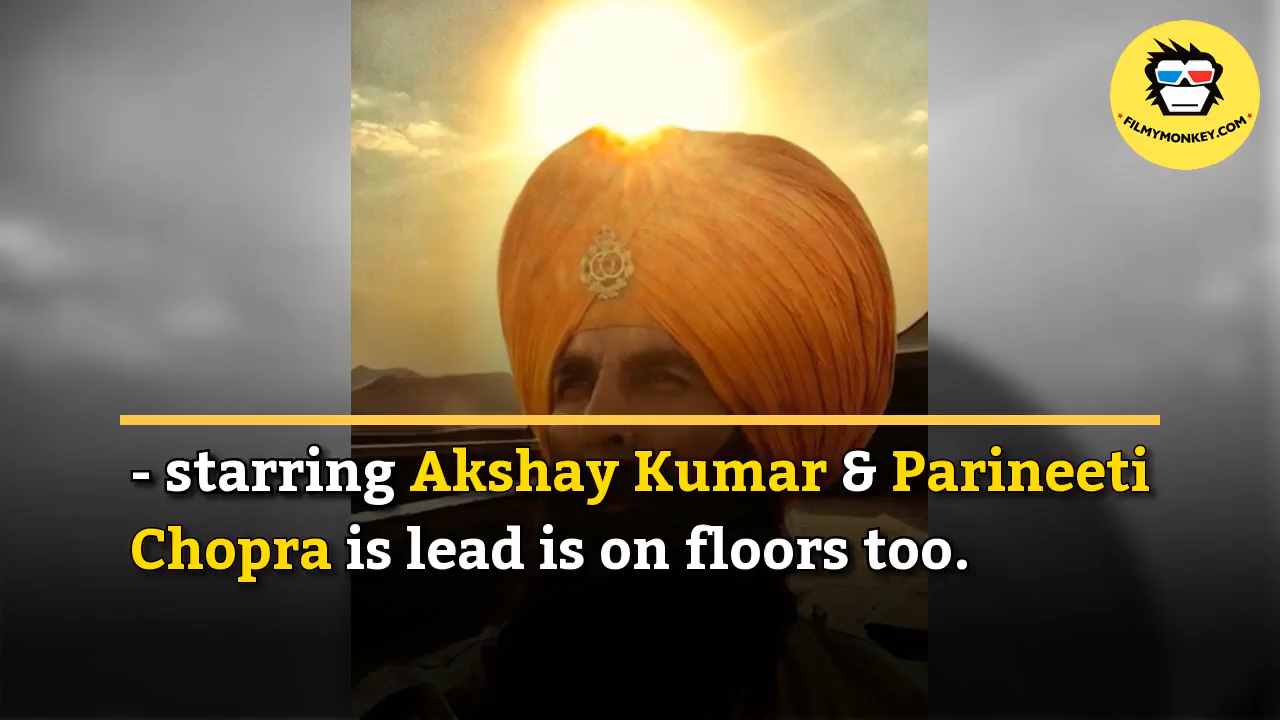 FILMYMONKEY.COM
- starring Akshay Kumar & Parineeti
Chopra is lead is on floors too.